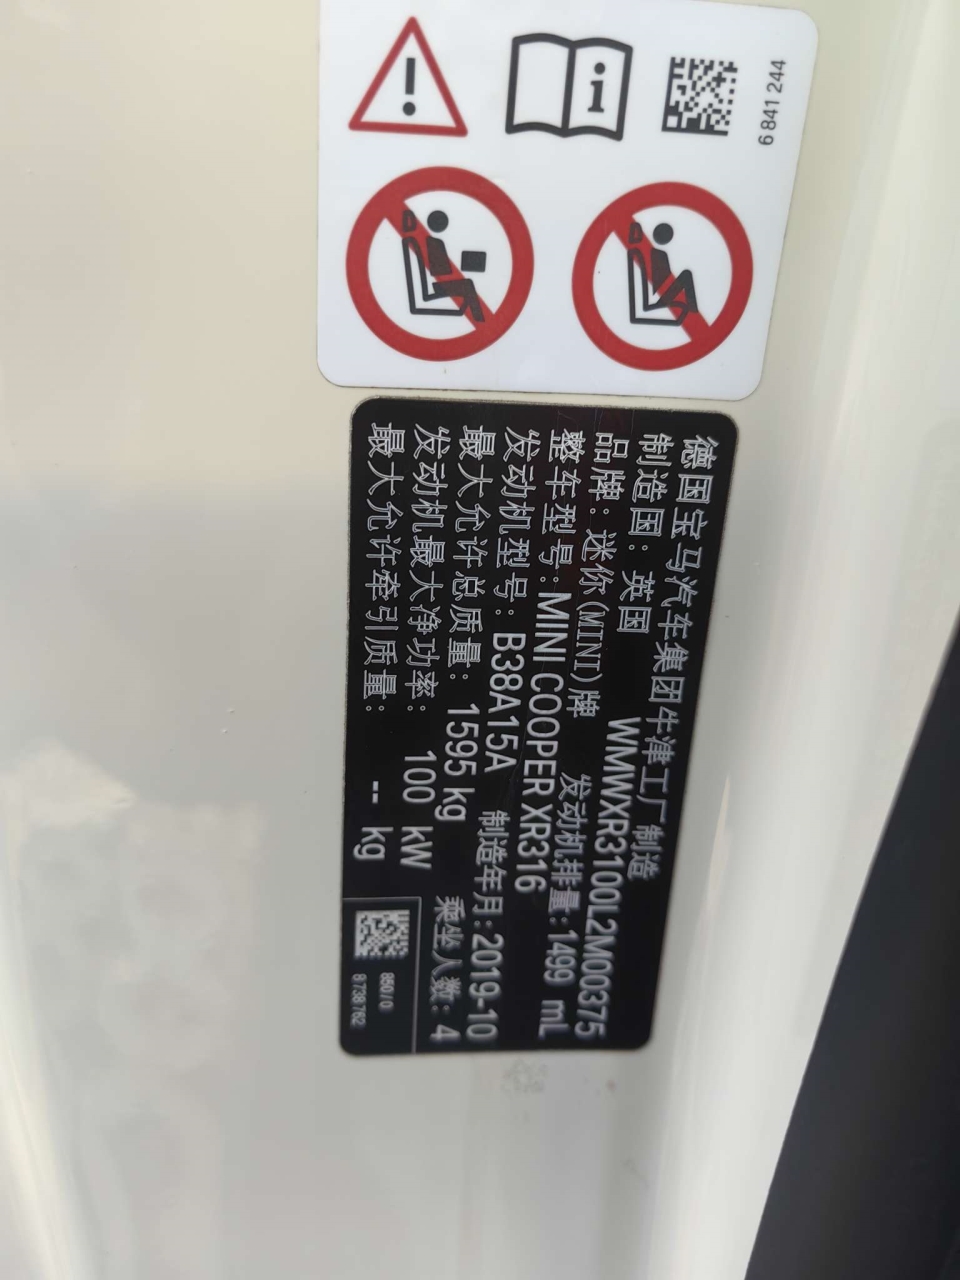 6 841 244
德国宝马汽车集团牛津工厂制造
制造国：英国 WMWXR3100L2M00375
品牌：迷你(MINI)牌 发动机排量：1499 mL
整车型号：MINI COOPER XR316
发动机型号：B38A15A 制造年月：2019-10
最大允许总质量：1595 kg 乘坐人数：4
发动机最大净功率：100 kW
最大允许牵引质量：-- kg
850/0
8738762